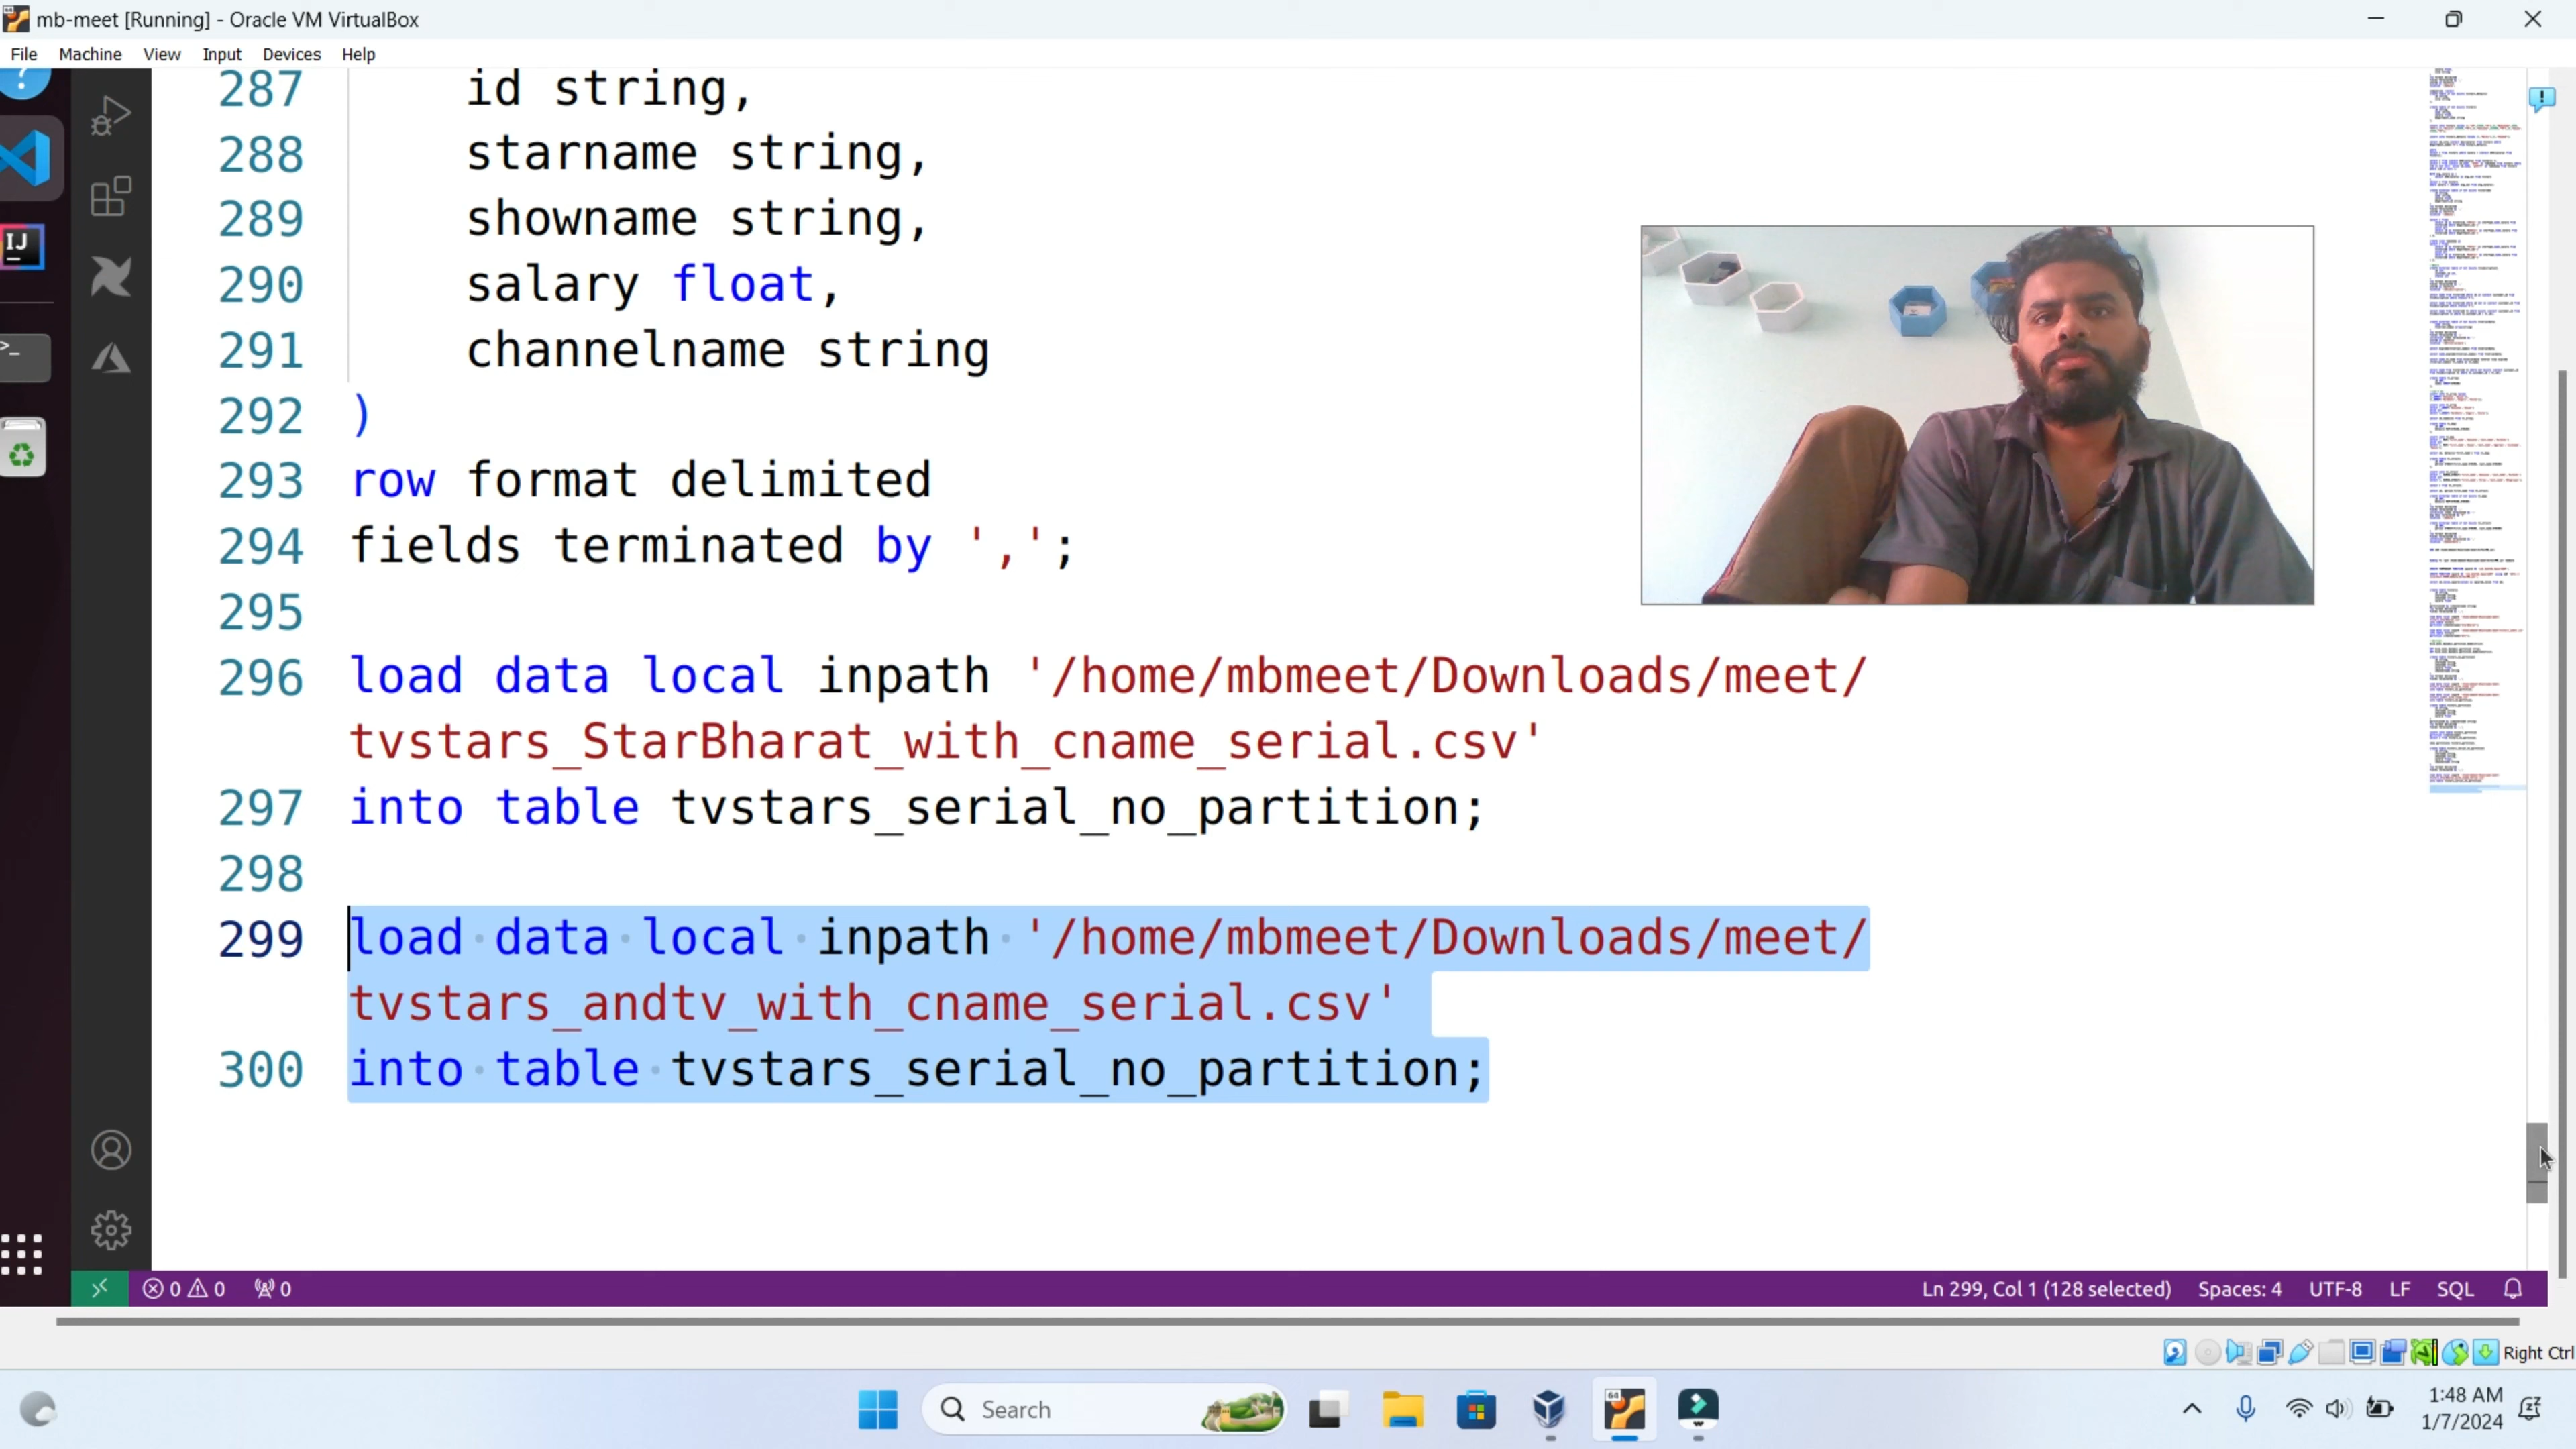 mb-meet [Running] - Oracle VM VirtualBox
File Machine View Input Devices Help
287 id string,
288 starname string,
289 showname string,
290 salary float,
291 channelname string
292 )
293 row format delimited
294 fields terminated by ',';
295
296 load data local inpath '/home/mbmeet/Downloads/meet/
tvstars_StarBharat_with_cname_serial.csv'
297 into table tvstars_serial_no_partition;
298
299 load data local inpath '/home/mbmeet/Downloads/meet/
tvstars_andtv_with_cname_serial.csv'
300 into table tvstars_serial_no_partition;
IJ
0 0 0
Ln 299, Col 1 (128 selected) Spaces: 4 UTF-8 LF SQL
Right Ctrl
Search
64
1:48 AM
1/7/2024